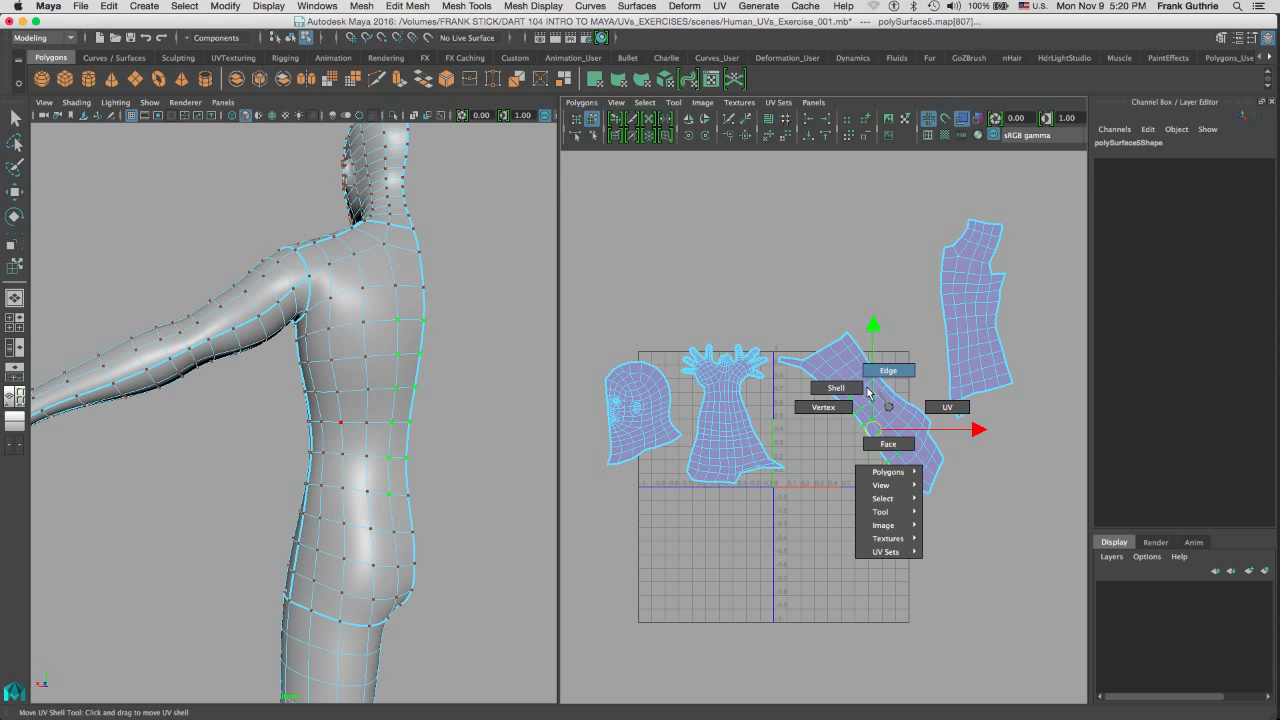 Maya File Edit Create Select Modify Display Windows Mesh Edit Mesh Mesh Tools Mesh Display Curves Surfaces Deform UV Generate Cache Help 100% U.S. Mon Nov 9 5:20 PM Frank Guthrie
Autodesk Maya 2016: /Volumes/FRANK STICK/DART 104 INTRO TO MAYA/UVs_EXERCISES/scenes/Human_UVs_Exercise_001.mb* --- polySurface5.map[807]...
Modeling Components No Live Surface
Polygons Curves / Surfaces Sculpting UVTexturing Rigging Animation Rendering FX FX Caching Custom Animation_User Bullet Charlie Curves_User Deformation_User Dynamics Fluids Fur GoZBrush nHair HdrLightStudio Muscle PaintEffects Polygons_Use
View Shading Lighting Show Renderer Panels
0.00 1.00
Polygons View Select Tool Image Textures UV Sets Panels
0.00 1.00
sRGB gamma
Channel Box / Layer Editor
Channels Edit Object Show
polySurface5Shape
Edge
Shell
Vertex UV
Face
Polygons
View
Select
Tool
Image
Textures
UV Sets
Display Render Anim
Layers Options Help
Move UV Shell Tool: Click and drag to move UV shell